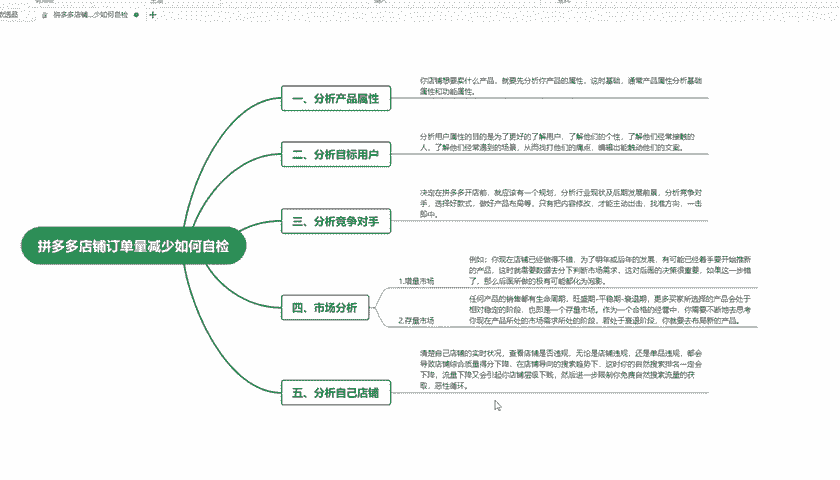 拼多多店铺...少如何自检
拼多多店铺订单量减少如何自检
一、分析产品属性
你店铺想要卖什么产品，就要先分析你产品的属性，这时基础，通常产品属性分析基础
属性和功能属性。
二、分析目标用户
分析用户属性的目的是为了更好的了解用户，了解他们的个性，了解他们经常接触的
人，了解他们经常遇到的场景，从而找打他们的痛点，编辑出能触动他们的文案。
三、分析竞争对手
决定在拼多多开店前，就应该有一个规划，分析行业现状及后期发展前景，分析竞争对
手，选择好款式，做好产品布局等，只有把内容修改，才能主动出击，找准方向，一击
即中。
四、市场分析
1.增量市场
例如：你现在店铺已经做得不错，为了明年或后年的发展，有可能已经着手要开始推新
的产品，这时就需要数据去分下判断市场需求，这对后面的决策很重要，如果这一步错
了，那么后面所做的极有可能都化为泡影。
2.存量市场
任何产品的销售都有生命周期，旺盛期-平稳期-衰退期，更多买家所选择的产品会处于
相对稳定的阶段，也即是一个存量市场。作为一个合格的经营中，你需要不断地去思考
你现在产品所处的市场需求所处的阶段，若处于衰退阶段，你就要去布局新的产品。
五、分析自己店铺
清楚自己店铺的实时状况，查看店铺是否违规，无论是店铺违规，还是单品违规，都会
导致店铺综合质量得分下降，在店铺导向的搜索趋势下，这时你的自然搜索排名一定会
下降，流量下降又会引起你店铺层级下跌，然后进一步限制你免费自然搜索流量的获
取，恶性循环。